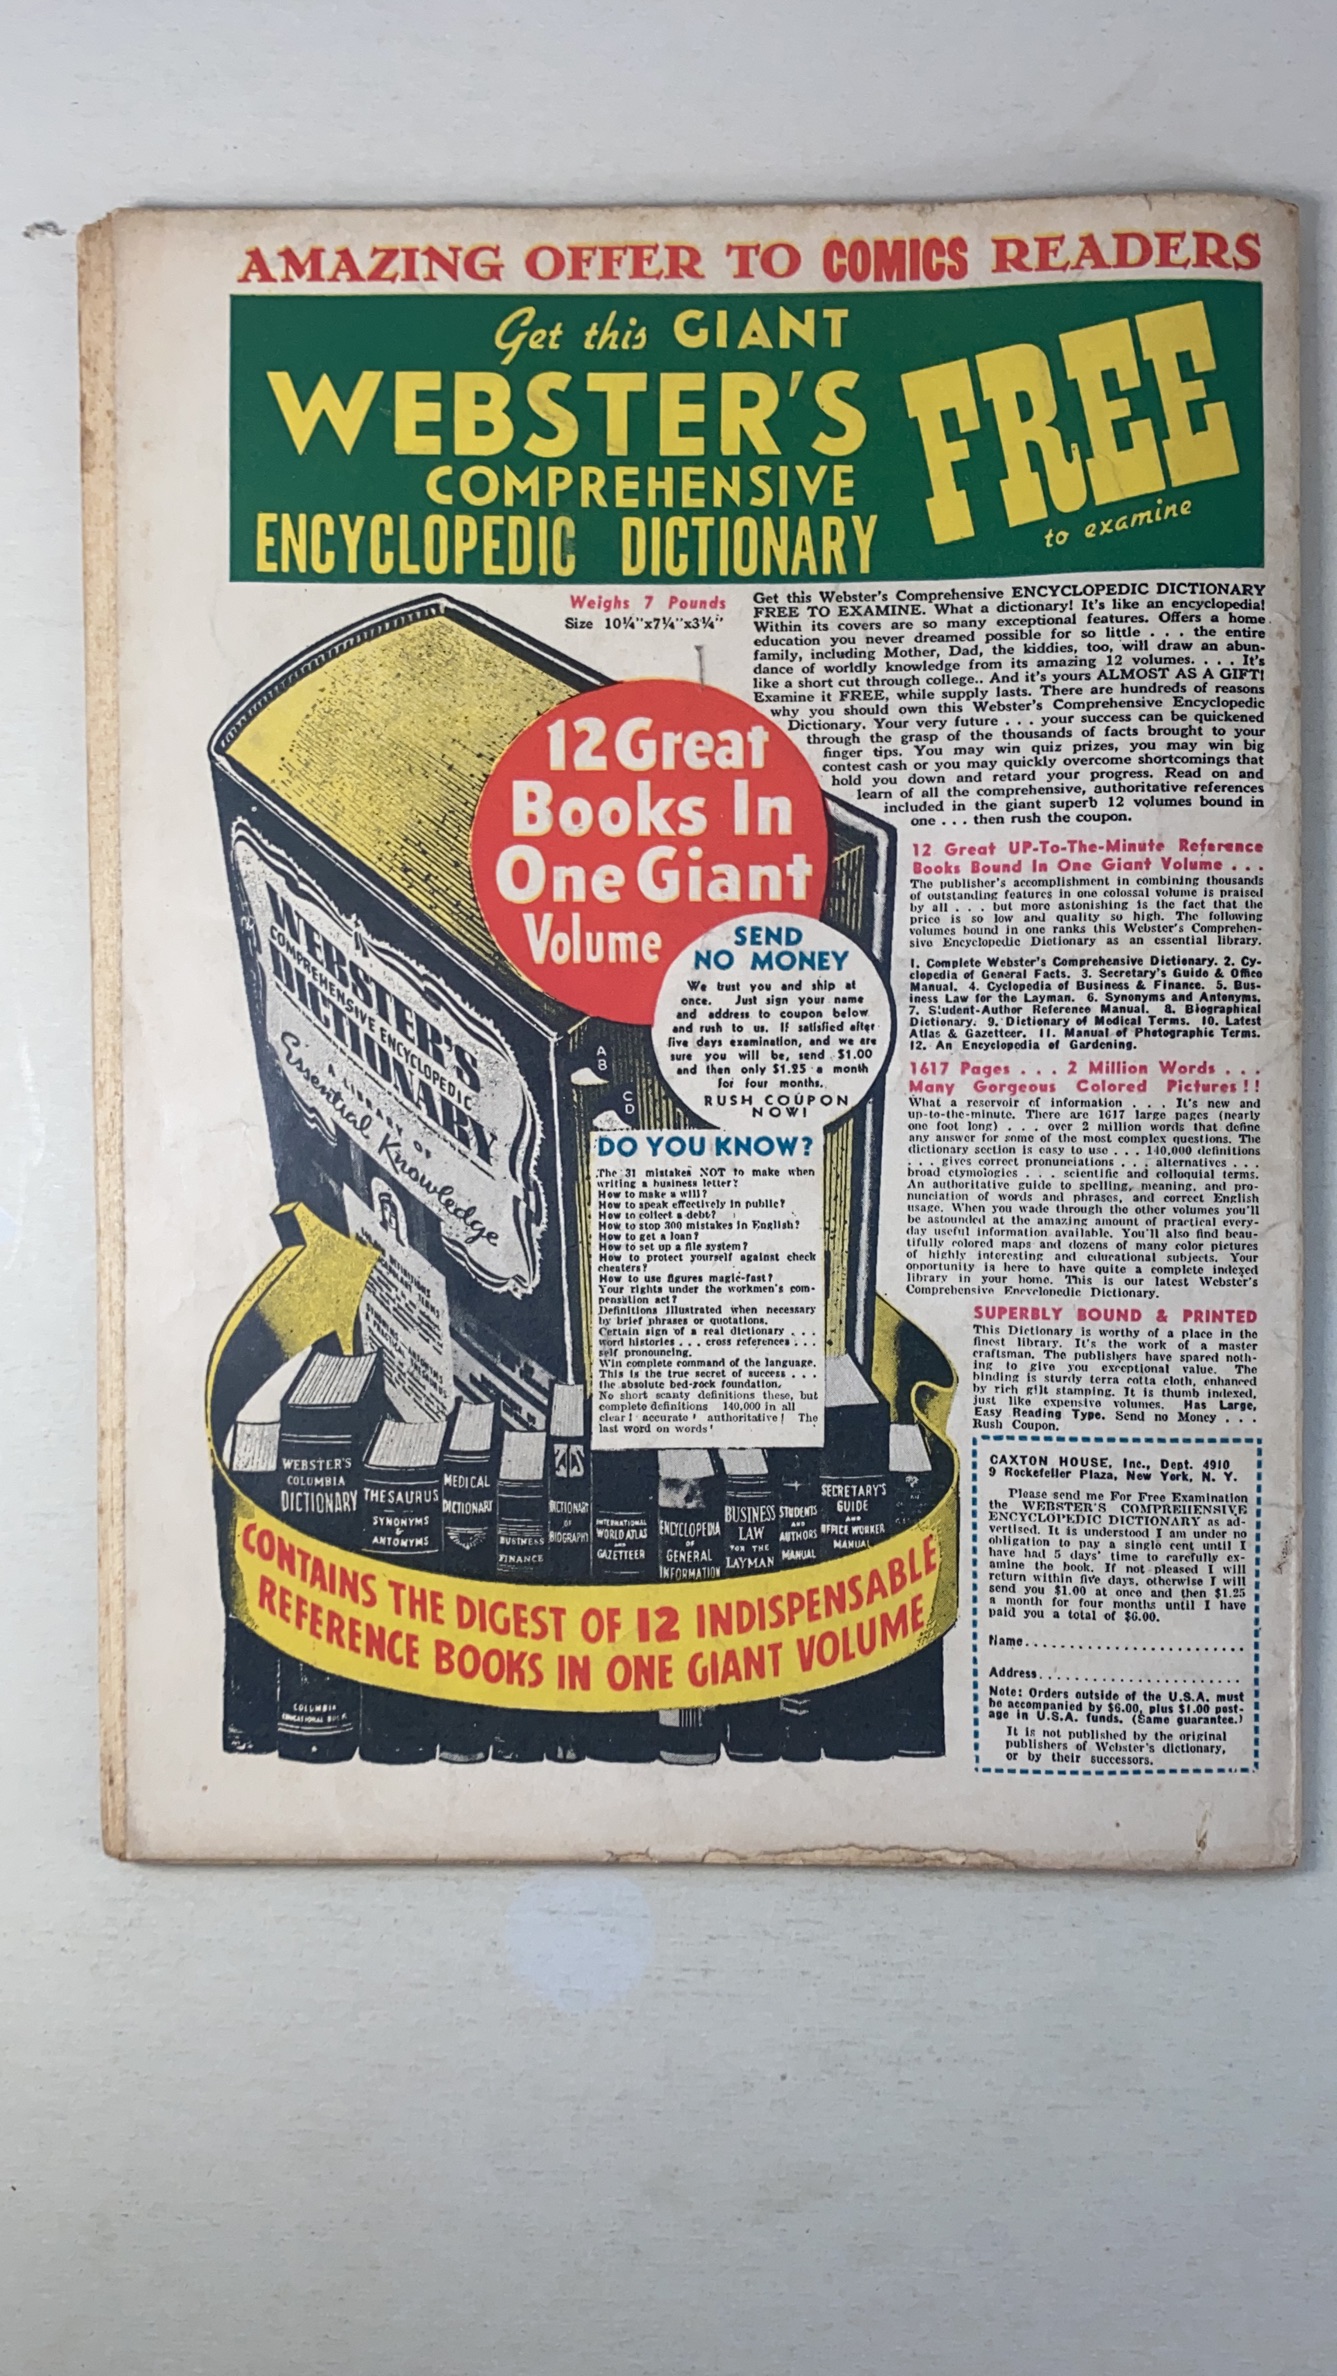 AMAZING OFFER TO COMICS READERS
Get this GIANT
WEBSTER'S
COMPREHENSIVE
ENCYCLOPEDIC DICTIONARY
FREE
to examine
Weighs 7 Pounds
Size 10¼"x7¼"x3¼"
Get this Webster's Comprehensive ENCYCLOPEDIC DICTIONARY
FREE TO EXAMINE. What a dictionary! It's like an encyclopedia!
Within its covers are so many exceptional features. Offers a home
education you never dreamed possible for so little . . . the entire
family, including Mother, Dad, the kiddies, too, will draw an abun-
dance of worldly knowledge from its amazing 12 volumes. . . . It's
like a short cut through college.. And it's yours ALMOST AS A GIFT!
Examine it FREE, while supply lasts. There are hundreds of reasons
why you should own this Webster's Comprehensive Encyclopedic
Dictionary. Your very future . . . your success can be quickened
through the grasp of the thousands of facts brought to your
finger tips. You may win quiz prizes, you may win big
contest cash or you may quickly overcome shortcomings that
hold you down and retard your progress. Read on and
learn of all the comprehensive, authoritative references
included in the giant superb 12 volumes bound in
one . . . then rush the coupon.
12 Great
Books In
One Giant
Volume
SEND
NO MONEY
We trust you and ship at
once. Just sign your name
and address to coupon below
and rush to us. If satisfied after
five days examination, and we are
sure you will be, send $1.00
and then only $1.25 a month
for four months.
RUSH COUPON
NOW!
WEBSTER'S
COMPREHENSIVE ENCYCLOPEDIC
DICTIONARY
A LIBRARY OF
Essential Knowledge
A
B
C
D
DO YOU KNOW?
The 31 mistakes NOT to make when
writing a business letter?
How to make a will?
How to speak effectively in public?
How to collect a debt?
How to stop 300 mistakes in English?
How to get a loan?
How to set up a file system?
How to protect yourself against check
cheaters?
How to use figures magic-fast?
Your rights under the workmen's com-
pensation act?
Definitions illustrated when necessary
by brief phrases or quotations.
Certain sign of a real dictionary . . .
word histories . . . cross references . . .
self pronouncing.
Win complete command of the language.
This is the true secret of success . . .
the absolute bed-rock foundation.
No short scanty definitions these, but
complete definitions 140,000 in all
clear! accurate! authoritative! The
last word on words!
12 Great UP-To-The-Minute Reference
Books Bound In One Giant Volume . . .
The publisher's accomplishment in combining thousands
of outstanding features in one colossal volume is praised
by all . . . but more astonishing is the fact that the
price is so low and quality so high. The following
volumes bound in one ranks this Webster's Comprehen-
sive Encyclopedic Dictionary as an essential library.
1. Complete Webster's Comprehensive Dictionary. 2. Cy-
clopedia of General Facts. 3. Secretary's Guide & Office
Manual. 4. Cyclopedia of Business & Finance. 5. Bus-
iness Law for the Layman. 6. Synonyms and Antonyms.
7. Student-Author Reference Manual. 8. Biographical
Dictionary. 9. Dictionary of Medical Terms. 10. Latest
Atlas & Gazetteer. 11. Manual of Photographic Terms.
12. An Encyclopedia of Gardening.
1617 Pages . . . 2 Million Words . . .
Many Gorgeous Colored Pictures ! !
What a reservoir of information . . . It's new and
up-to-the-minute. There are 1617 large pages (nearly
one foot long) . . . over 2 million words that define
any answer for some of the most complex questions. The
dictionary section is easy to use . . . 140,000 definitions
. . . gives correct pronunciations . . . alternatives . . .
broad etymologies . . . scientific and colloquial terms.
An authoritative guide to spelling, meaning, and pro-
nunciation of words and phrases, and correct English
usage. When you wade through the other volumes you'll
be astounded at the amazing amount of practical every-
day useful information available. You'll also find beau-
tifully colored maps and dozens of many color pictures
of highly interesting and educational subjects. Your
opportunity is here to have quite a complete indexed
library in your home. This is our latest Webster's
Comprehensive Encyclopedic Dictionary.
SUPERBLY BOUND & PRINTED
This Dictionary is worthy of a place in the
finest library. It's the work of a master
craftsman. The publishers have spared noth-
ing to give you exceptional value. The
binding is sturdy terra cotta cloth, enhanced
by rich gilt stamping. It is thumb indexed,
just like expensive volumes. Has Large,
Easy Reading Type. Send no Money . . .
Rush Coupon.
WEBSTER'S
COLUMBIA
DICTIONARY
THESAURUS
SYNONYMS
&
ANTONYMS
MEDICAL
DICTIONARY
BUSINESS
FINANCE
DICTIONARY
OF
BIOGRAPHY
INTERNATIONAL
WORLD ATLAS
AND
GAZETTEER
ENCYCLOPEDIA
OF
GENERAL
INFORMATION
BUSINESS
LAW
FOR THE
LAYMAN
STUDENTS
AND
AUTHORS
MANUAL
SECRETARY'S
GUIDE
AND
OFFICE WORKER
MANUAL
CONTAINS THE DIGEST OF 12 INDISPENSABLE
REFERENCE BOOKS IN ONE GIANT VOLUME
COLUMBIA
EDUCATIONAL
CAXTON HOUSE, Inc., Dept. 4910
9 Rockefeller Plaza, New York, N. Y.
Please send me For Free Examination
the WEBSTER'S COMPREHENSIVE
ENCYCLOPEDIC DICTIONARY as ad-
vertised. It is understood I am under no
obligation to pay a single cent until I
have had 5 days' time to carefully ex-
amine the book. If not pleased I will
return within five days, otherwise I will
send you $1.00 at once and then $1.25
a month for four months until I have
paid you a total of $6.00.
Name..........................
Address.......................
Note: Orders outside of the U.S.A. must
be accompanied by $6.00, plus $1.00 post-
age in U.S.A. funds. (Same guarantee.)
It is not published by the original
publishers of Webster's dictionary,
or by their successors.